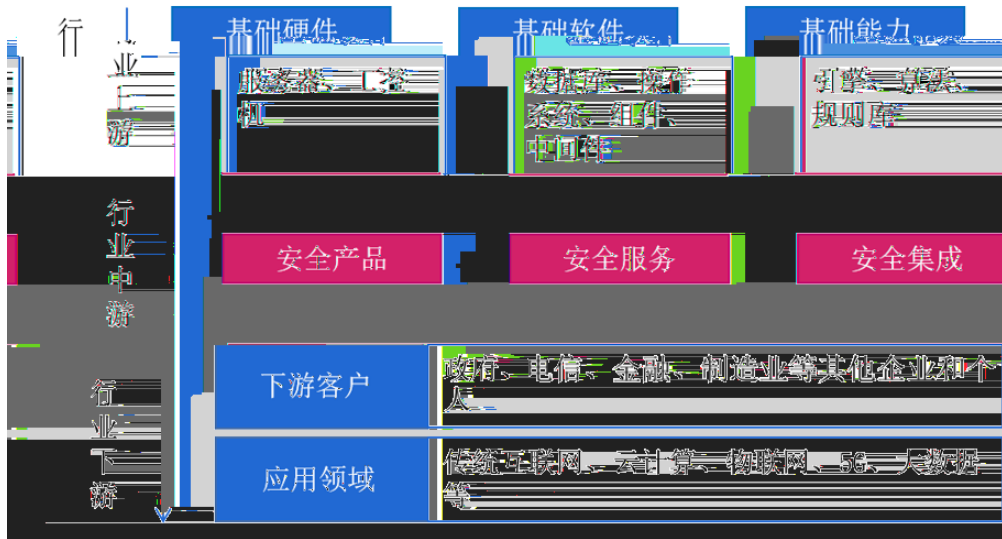 行业游
基础硬件
基础软件
基础能力
服务器、工控
机
数据库、操作
系统、组件、
中间件
引擎、算法、
规则库
行业中游
安全产品
安全服务
安全集成
行业下游
下游客户
政府、电信、金融、制造业等其他企业和个
人
应用领域
传统互联网、云计算、物联网、5G、大数据
等